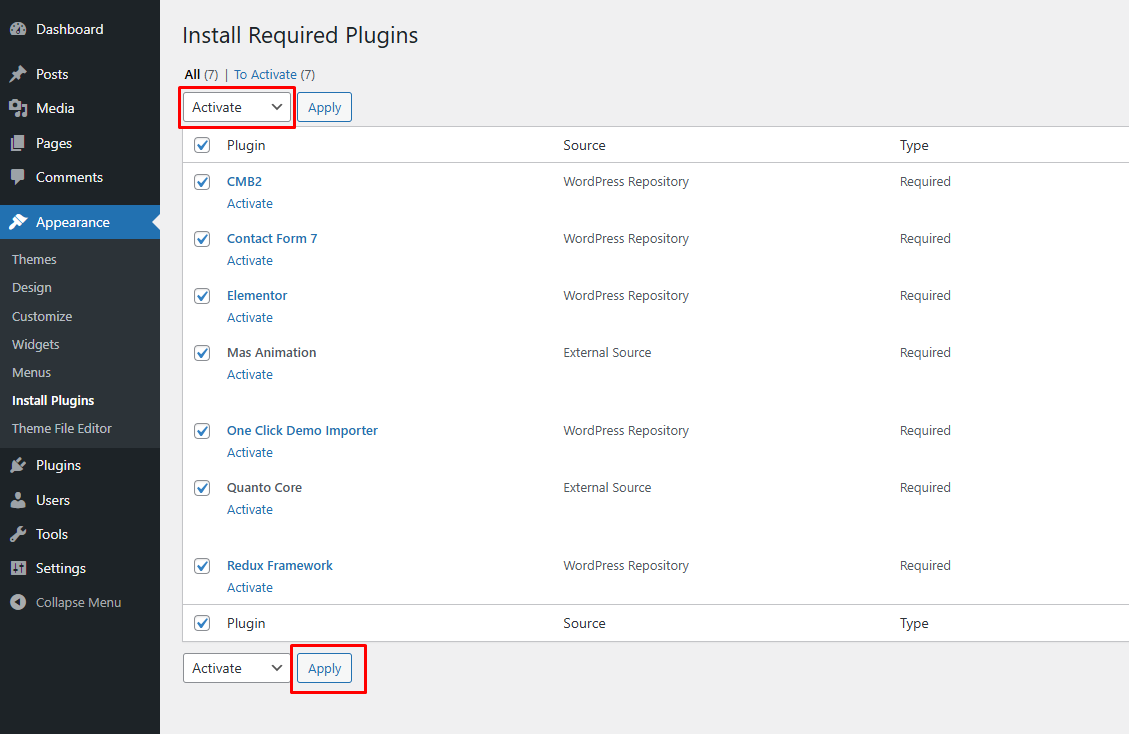 Dashboard
Posts
Media
Pages
Comments
Appearance
Themes
Design
Customize
Widgets
Menus
Install Plugins
Theme File Editor
Plugins
Users
Tools
Settings
Collapse Menu
Install Required Plugins
All (7) | To Activate (7)
Activate Apply
Plugin Source Type
CMB2 WordPress Repository Required
Activate
Contact Form 7 WordPress Repository Required
Activate
Elementor WordPress Repository Required
Activate
Mas Animation External Source Required
Activate
One Click Demo Importer WordPress Repository Required
Activate
Quanto Core External Source Required
Activate
Redux Framework WordPress Repository Required
Activate
Plugin Source Type
Activate Apply